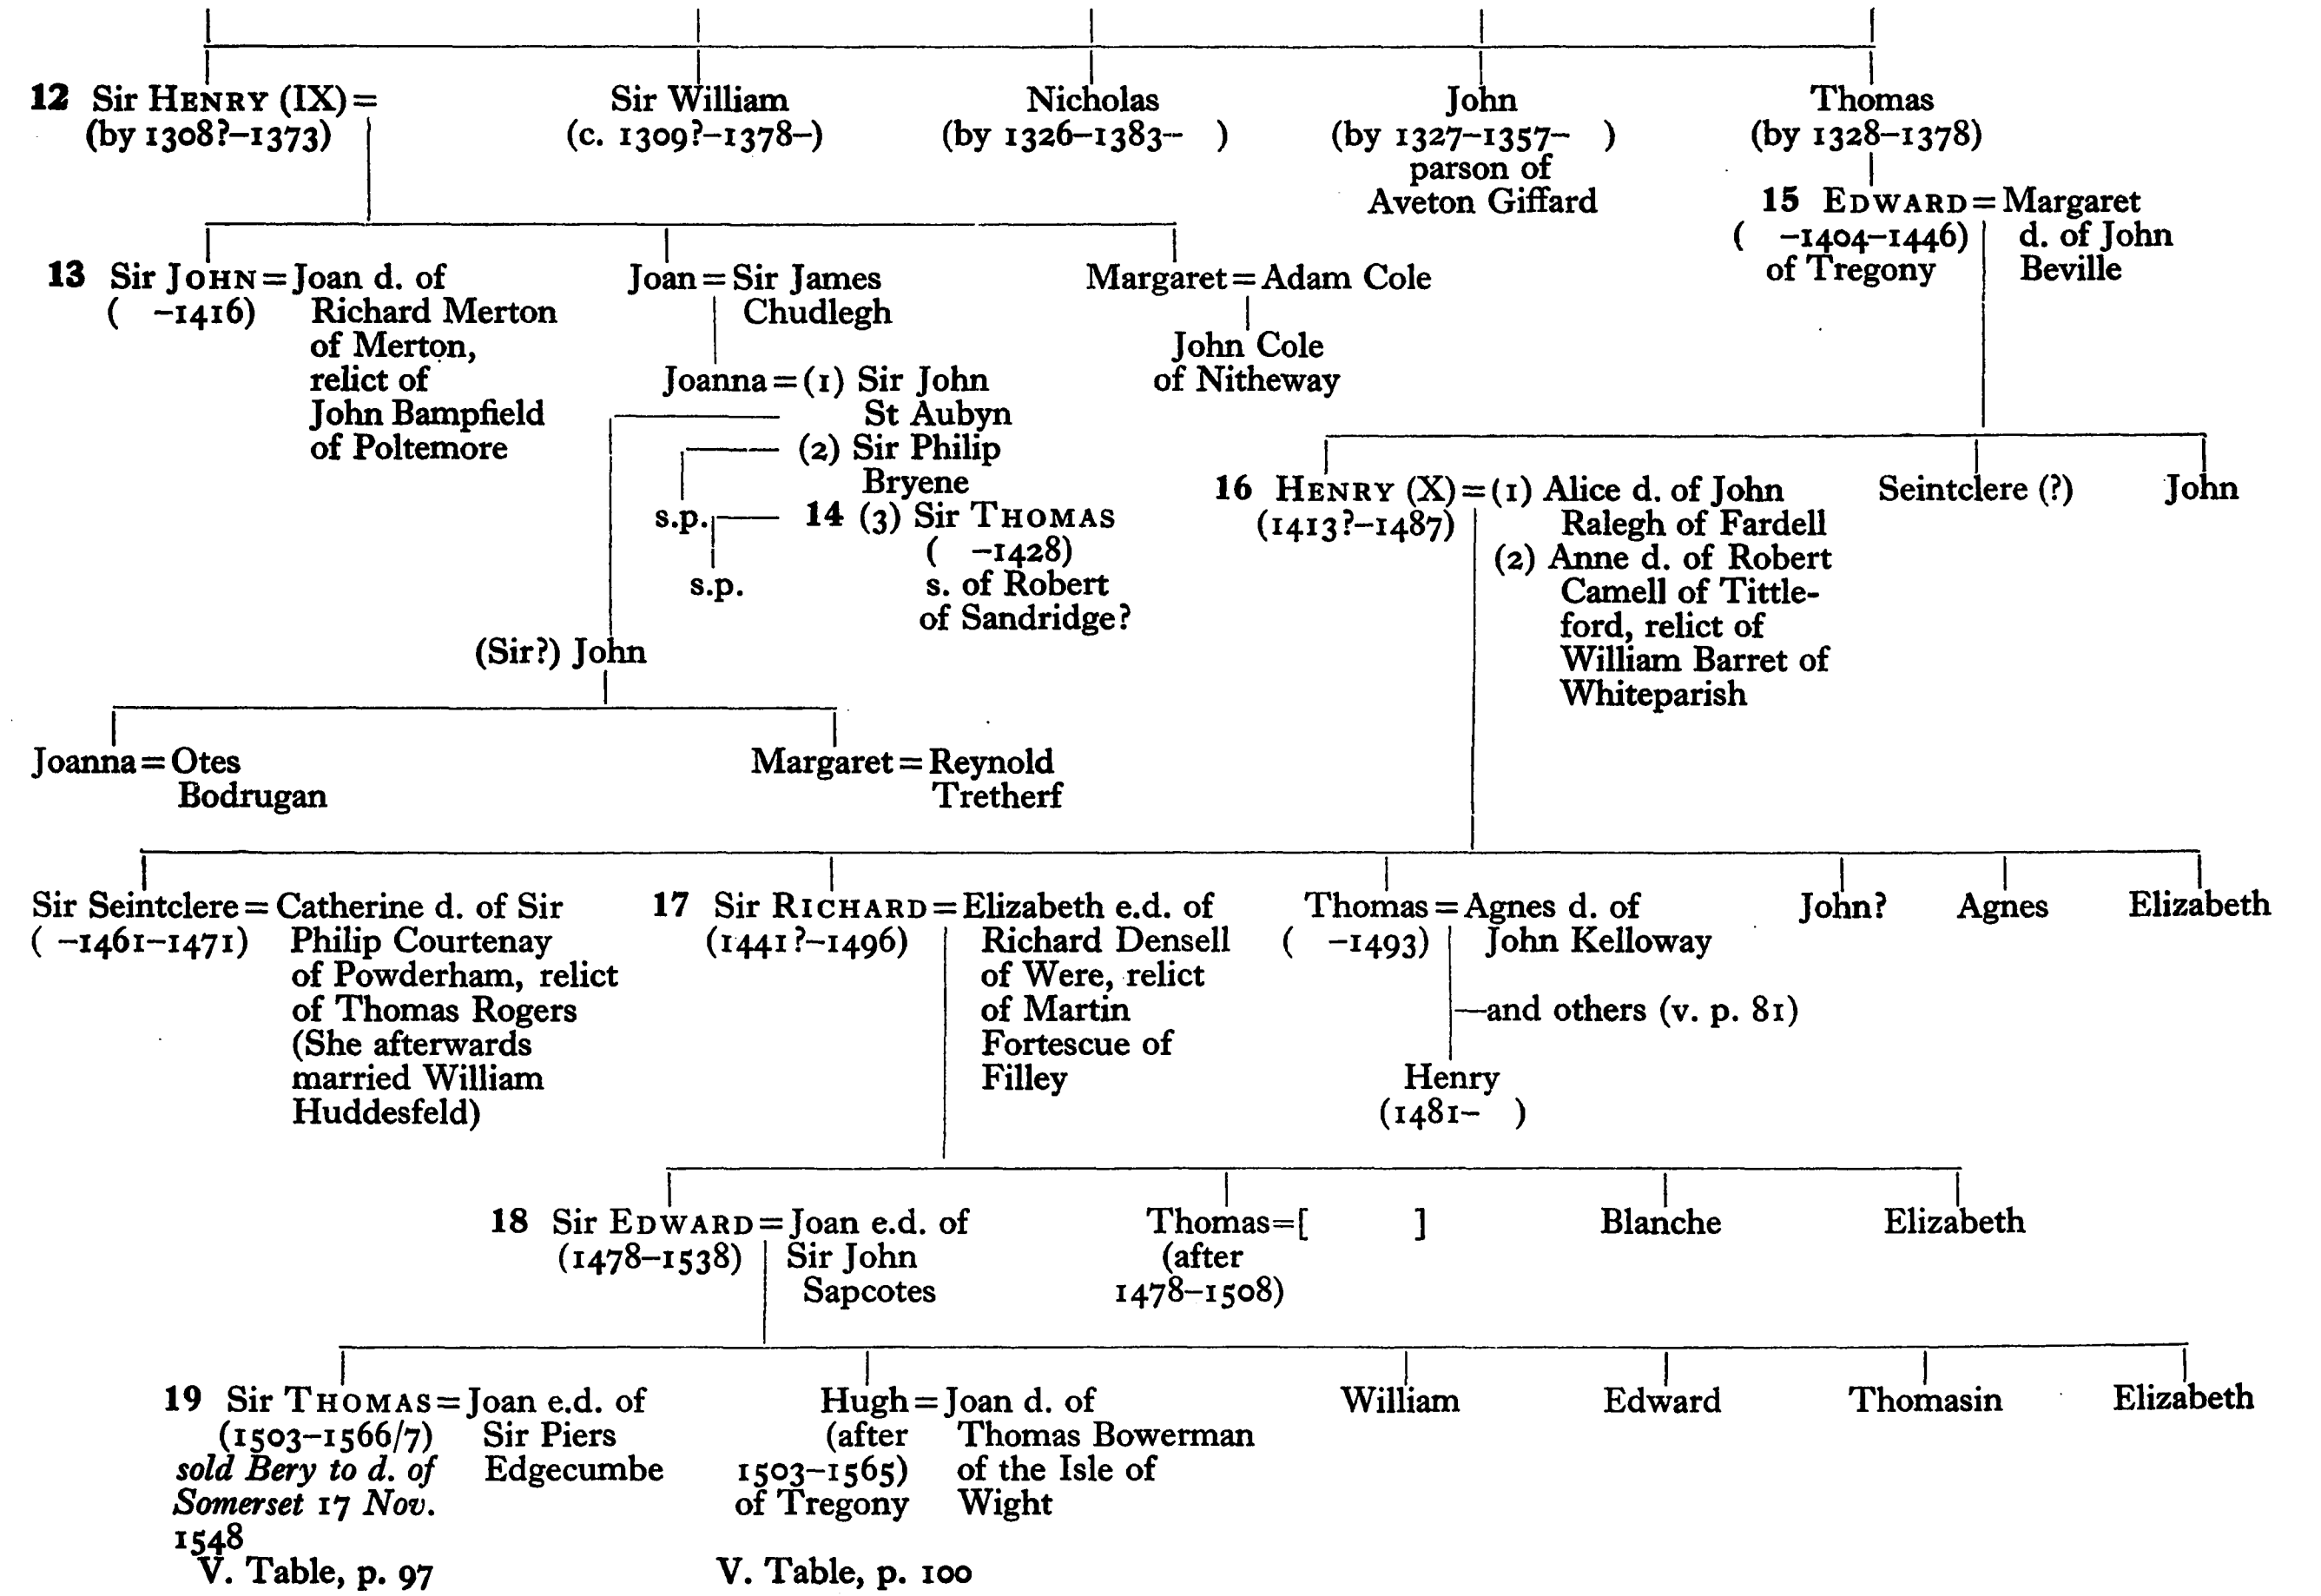 12 Sir HENRY (IX)=
(by 1308?–1373)
Sir William
(c. 1309?–1378–)
Nicholas
(by 1326–1383– )
John
(by 1327–1357– )
parson of
Aveton Giffard
Thomas
(by 1328–1378)
15 EDWARD=Margaret
( –1404–1446) d. of John
of Tregony Beville
13 Sir JOHN=Joan d. of
( –1416) Richard Merton
of Merton,
relict of
John Bampfield
of Poltemore
Joan=Sir James
Chudlegh
Joanna=(1) Sir John
St Aubyn
(2) Sir Philip
Bryene
s.p. 14 (3) Sir THOMAS
( –1428)
s.p. s. of Robert
of Sandridge?
Margaret=Adam Cole
John Cole
of Nitheway
16 HENRY (X)=(1) Alice d. of John
(1413?–1487) Ralegh of Fardell
(2) Anne d. of Robert
Camell of Tittle-
ford, relict of
William Barret of
Whiteparish
Seintclere (?)
John
(Sir?) John
Joanna=Otes
Bodrugan
Margaret=Reynold
Tretherf
Sir Seintclere=Catherine d. of Sir
( –1461–1471) Philip Courtenay
of Powderham, relict
of Thomas Rogers
(She afterwards
married William
Huddesfeld)
17 Sir RICHARD=Elizabeth e.d. of
(1441?–1496) Richard Densell
of Were, relict
of Martin
Fortescue of
Filley
Thomas=Agnes d. of
( –1493) John Kelloway
—and others (v. p. 81)
Henry
(1481– )
John?
Agnes
Elizabeth
18 Sir EDWARD=Joan e.d. of
(1478–1538) Sir John
Sapcotes
Thomas=[ ]
(after
1478–1508)
Blanche
Elizabeth
19 Sir THOMAS=Joan e.d. of
(1503–1566/7) Sir Piers
sold Bery to d. of Edgecumbe
Somerset 17 Nov.
1548
V. Table, p. 97
Hugh=Joan d. of
(after Thomas Bowerman
1503–1565) of the Isle of
of Tregony Wight
V. Table, p. 100
William
Edward
Thomasin
Elizabeth